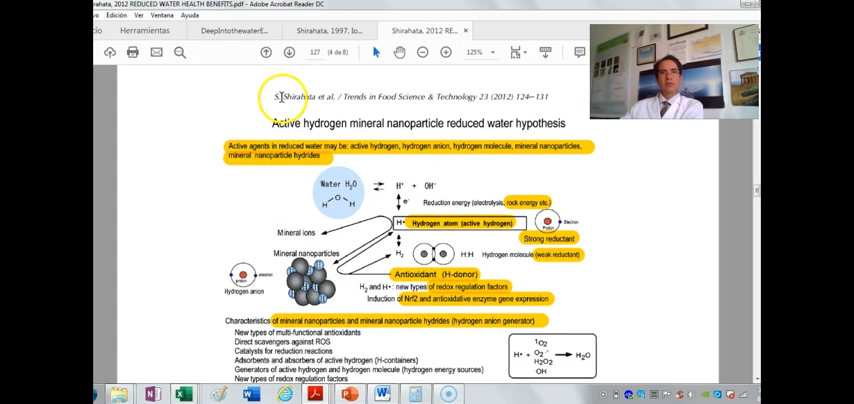 Shirahata, 2012 REDUCED WATER HEALTH BENEFITS.pdf - Adobe Acrobat Reader DC
Edición Ver Ventana Ayuda
cio Herramientas DeepIntothewaterE... Shirahata, 1997. Io... Shirahata, 2012 RE... ×
127 (4 de 8) 125%
S. Shirahata et al. / Trends in Food Science & Technology 23 (2012) 124–131
Active hydrogen mineral nanoparticle reduced water hypothesis
Active agents in reduced water may be: active hydrogen, hydrogen anion, hydrogen molecule, mineral nanoparticles,
mineral nanoparticle hydrides
Water H2O
H+ + OH-
H O H
e-
Reduction energy (electrolysis, rock energy etc.)
H• Hydrogen atom (active hydrogen)
Proton Electron
Mineral ions
Strong reductant
Mineral nanoparticles
H2 H:H Hydrogen molecule (weak reductant)
proton electron
Antioxidant (H-donor)
H2 and H•: new types of redox regulation factors
Hydrogen anion
Induction of Nrf2 and antioxidative enzyme gene expression
Characteristics of mineral nanoparticles and mineral nanoparticle hydrides (hydrogen anion generator)
New types of multi-functional antioxidants
Direct scavengers against ROS
Catalysts for reduction reactions
Adsorbents and absorbers of active hydrogen (H-containers)
Generators of active hydrogen and hydrogen molecule (hydrogen energy sources)
New types of redox regulation factors
1O2
H• + O2•- → H2O
H2O2
•OH